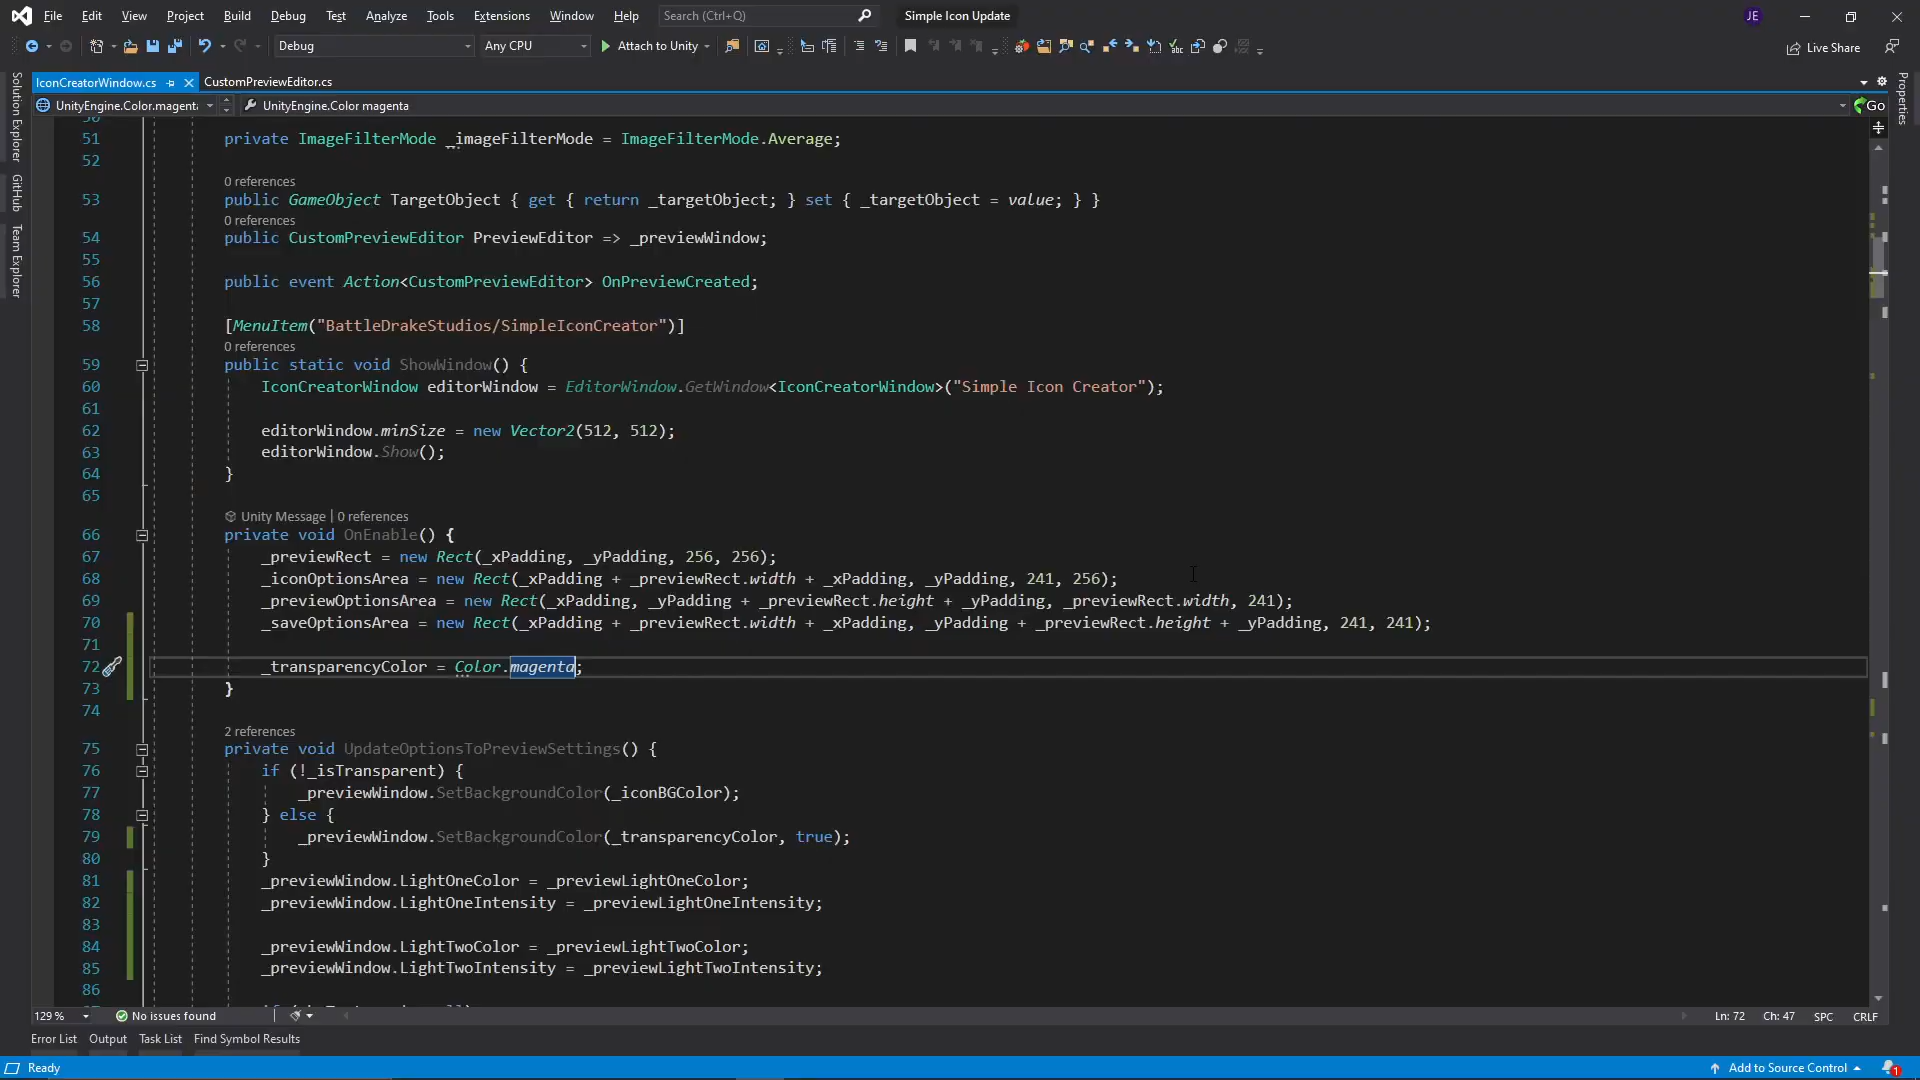 File Edit View Project Build Debug Test Analyze Tools Extensions Window Help Search (Ctrl+Q) Simple Icon Update JE
Debug Any CPU Attach to Unity Live Share
IconCreatorWindow.cs CustomPreviewEditor.cs
UnityEngine.Color.magenta UnityEngine.Color magenta Go
Solution Explorer
GitHub
Team Explorer
Properties
51 private ImageFilterMode _imageFilterMode = ImageFilterMode.Average;
52
0 references
53 public GameObject TargetObject { get { return _targetObject; } set { _targetObject = value; } }
0 references
54 public CustomPreviewEditor PreviewEditor => _previewWindow;
55
56 public event Action<CustomPreviewEditor> OnPreviewCreated;
57
58 [MenuItem("BattleDrakeStudios/SimpleIconCreator")]
0 references
59 public static void ShowWindow() {
60 IconCreatorWindow editorWindow = EditorWindow.GetWindow<IconCreatorWindow>("Simple Icon Creator");
61
62 editorWindow.minSize = new Vector2(512, 512);
63 editorWindow.Show();
64 }
65
Unity Message | 0 references
66 private void OnEnable() {
67 _previewRect = new Rect(_xPadding, _yPadding, 256, 256);
68 _iconOptionsArea = new Rect(_xPadding + _previewRect.width + _xPadding, _yPadding, 241, 256);
69 _previewOptionsArea = new Rect(_xPadding, _yPadding + _previewRect.height + _yPadding, _previewRect.width, 241);
70 _saveOptionsArea = new Rect(_xPadding + _previewRect.width + _xPadding, _yPadding + _previewRect.height + _yPadding, 241, 241);
71
72 _transparencyColor = Color.magenta;
73 }
74
2 references
75 private void UpdateOptionsToPreviewSettings() {
76 if (!_isTransparent) {
77 _previewWindow.SetBackgroundColor(_iconBGColor);
78 } else {
79 _previewWindow.SetBackgroundColor(_transparencyColor, true);
80 }
81 _previewWindow.LightOneColor = _previewLightOneColor;
82 _previewWindow.LightOneIntensity = _previewLightOneIntensity;
83
84 _previewWindow.LightTwoColor = _previewLightTwoColor;
85 _previewWindow.LightTwoIntensity = _previewLightTwoIntensity;
86
129 % No issues found Ln: 72 Ch: 47 SPC CRLF
Error List Output Task List Find Symbol Results
Ready Add to Source Control 1